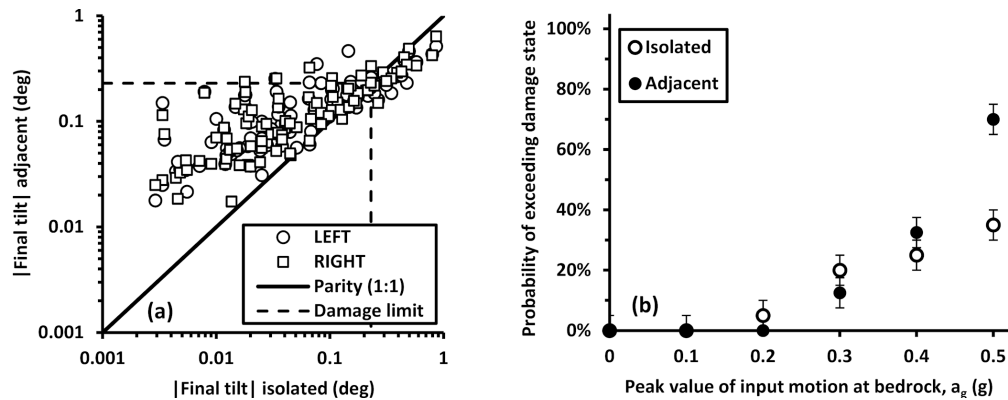 1
0.1
0.01
0.001
|Final tilt| adjacent (deg)
LEFT
RIGHT
Parity (1:1)
Damage limit
(a)
0.001
0.01
0.1
1
|Final tilt| isolated (deg)
100%
80%
60%
40%
20%
0%
Probability of exceeding damage state
Isolated
Adjacent
(b)
0
0.1
0.2
0.3
0.4
0.5
Peak value of input motion at bedrock, ag (g)